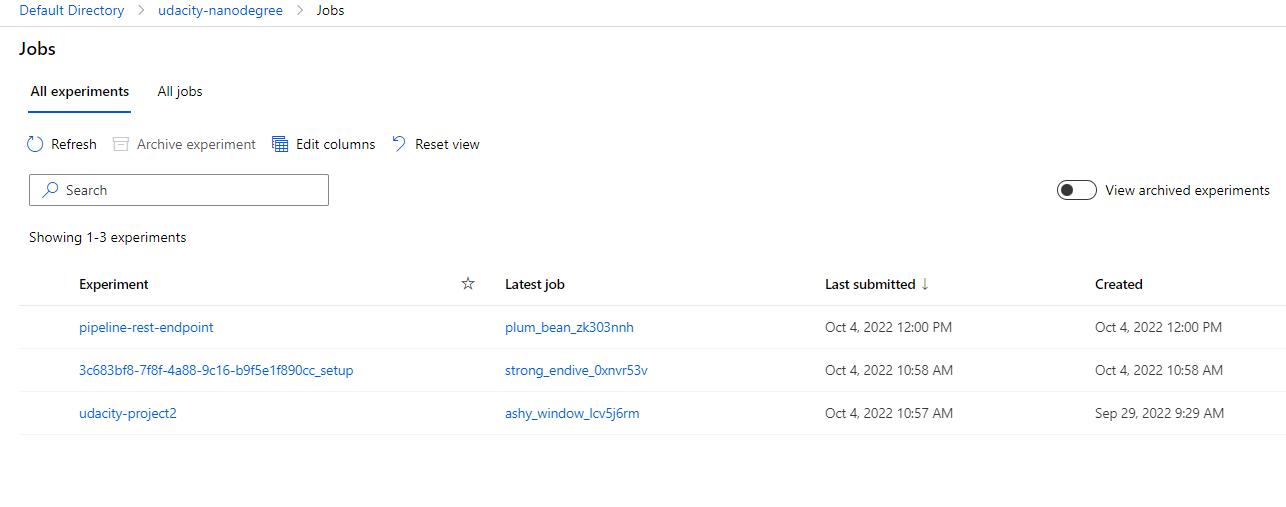 Default Directory > udacity-nanodegree > Jobs
Jobs
All experiments All jobs
Refresh Archive experiment Edit columns Reset view
Search View archived experiments
Showing 1-3 experiments
Experiment Latest job Last submitted ↓ Created
pipeline-rest-endpoint plum_bean_zk303nnh Oct 4, 2022 12:00 PM Oct 4, 2022 12:00 PM
3c683bf8-7f8f-4a88-9c16-b9f5e1f890cc_setup strong_endive_0xnvr53v Oct 4, 2022 10:58 AM Oct 4, 2022 10:58 AM
udacity-project2 ashy_window_lcv5j6rm Oct 4, 2022 10:57 AM Sep 29, 2022 9:29 AM